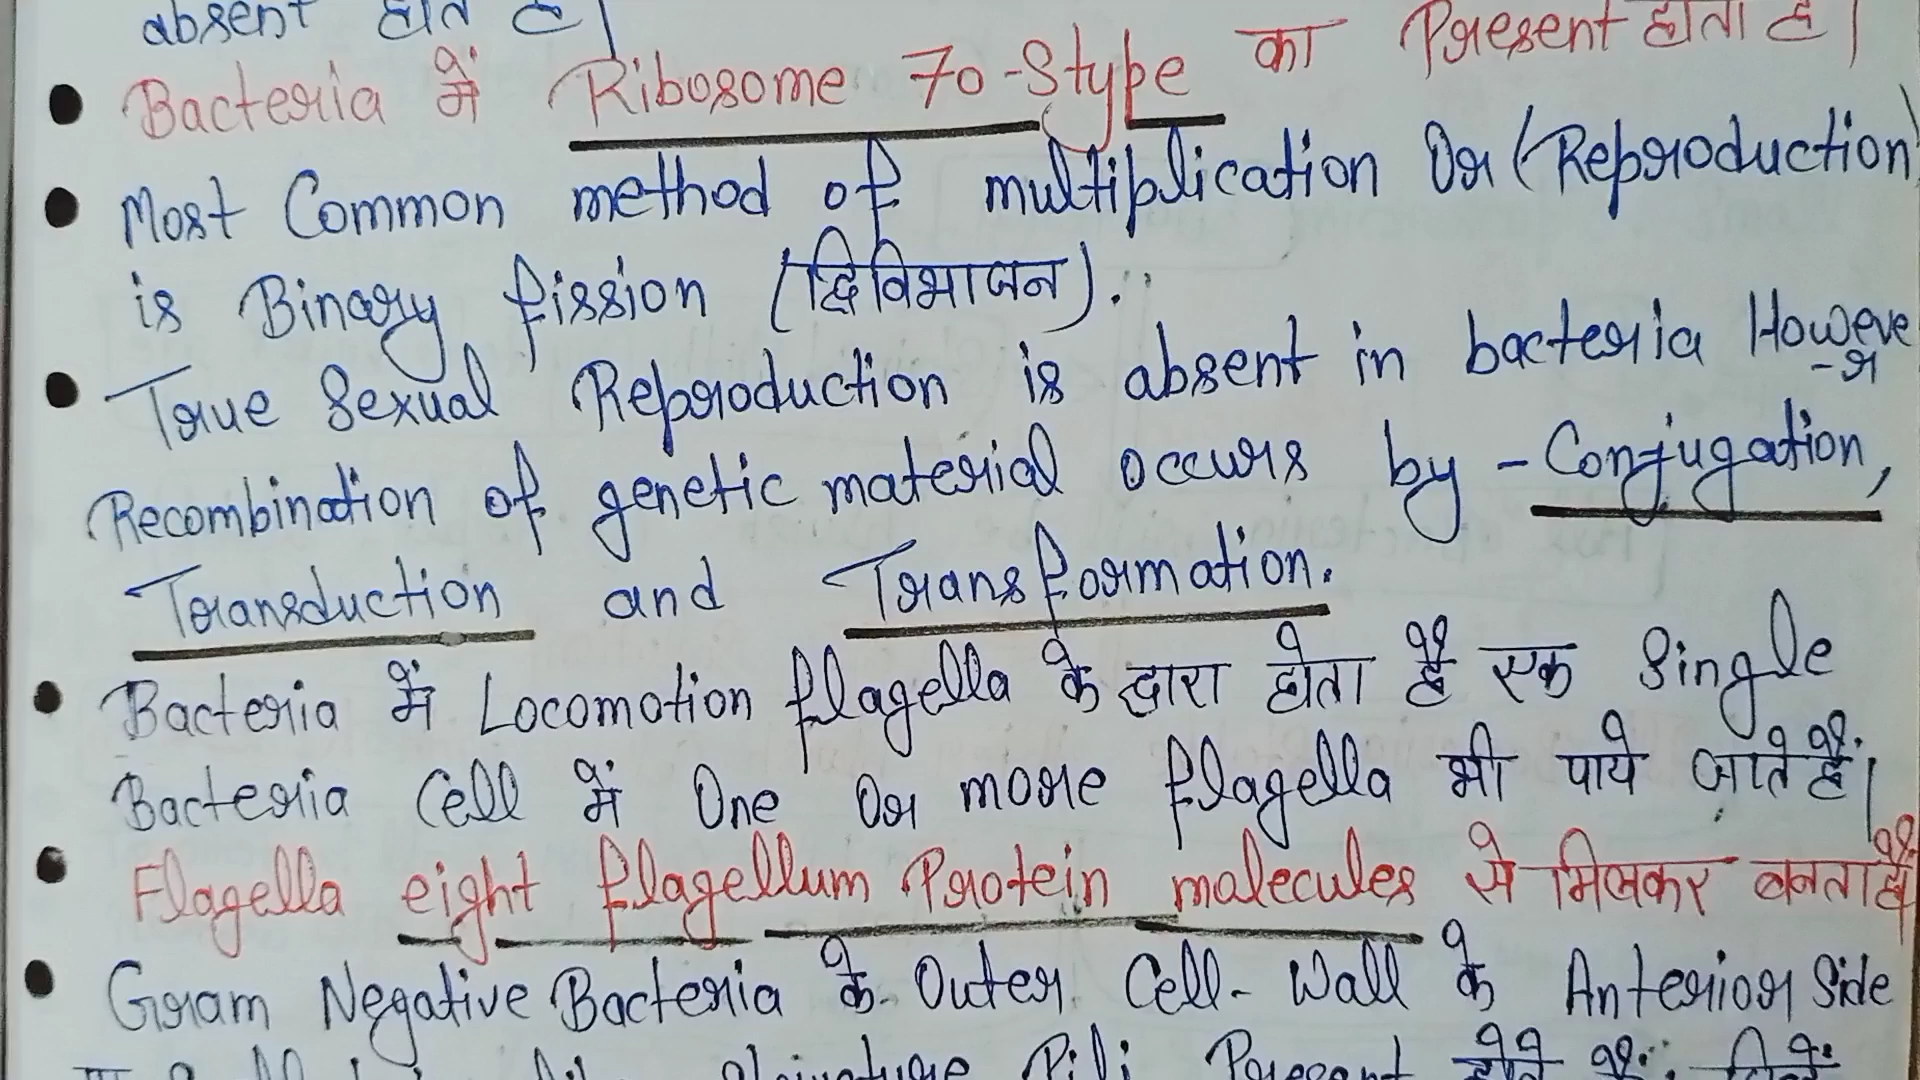 absent होते है।
• Bacteria में Ribosome 70-Stype का Present होता है।
• Most Common method of multiplication Or (Reproduction)
is Binary fission (द्विविभाजन).
• True Sexual Reproduction is absent in bacteria Howeve
-r
Recombination of genetic material occurs by - Conjugation,
Transduction and Transformation.
• Bacteria में Locomotion flagella के द्वारा होता है एक Single
Bacteria Cell में One Or more flagella भी पाये जाते हैं।
• Flagella eight flagellum Protein malecules से मिलकर बनता है
• Gram Negative Bacteria के Outer Cell-Wall के Anterior Side
Pili Present होते हैं